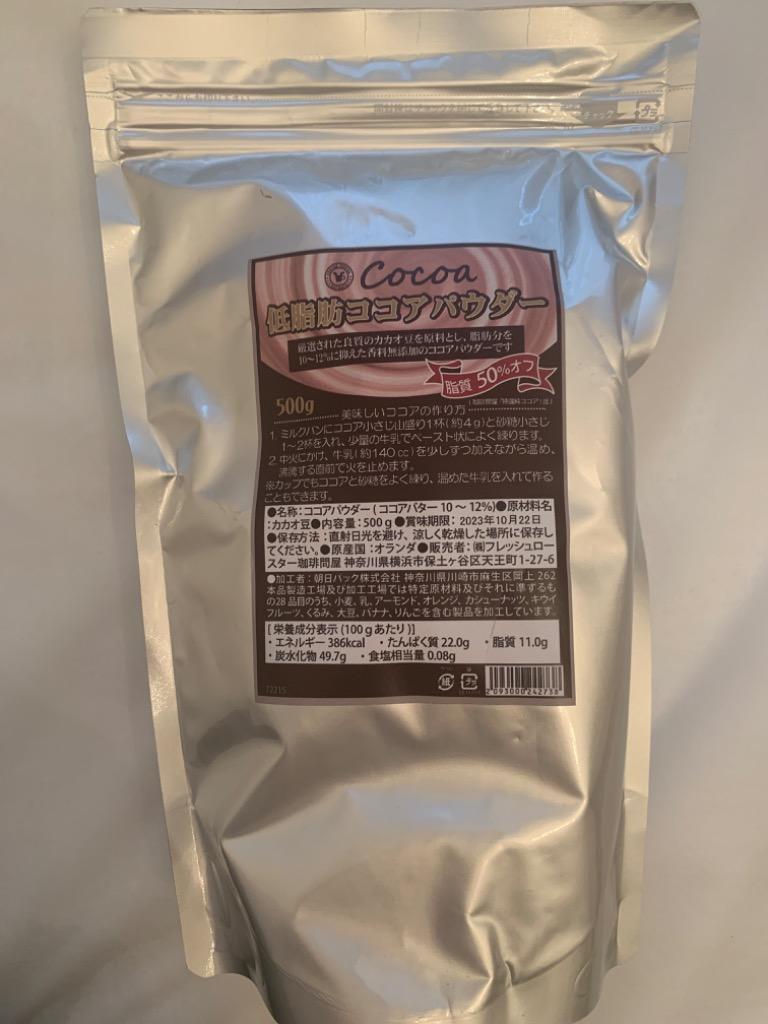 Cocoa
低脂肪ココアパウダー
厳選された良質のカカオ豆を原料とし、脂肪分を
10～12%に抑えた香料無添加のココアパウダーです
脂質 50%オフ
500g
美味しいココアの作り方
1. ミルクパンにココア小さじ山盛り1杯(約4g)と砂糖小さじ
1～2杯を入れ、少量の牛乳でペースト状によく練ります。
2. 中火にかけ、牛乳(約140cc)を少しずつ加えながら温め、
沸騰する直前で火を止めます。
※カップでもココアと砂糖をよく練り、温めた牛乳を入れて作る
こともできます。
●名称：ココアパウダー(ココアバター10～12%)●原材料名
：カカオ豆●内容量：500g●賞味期限：2023年10月22日
●保存方法：直射日光を避け、涼しく乾燥した場所に保存し
てください。●原産国：オランダ●販売者：㈱フレッシュロー
スター珈琲問屋 神奈川県横浜市保土ヶ谷区天王町1-27-6
●加工者：朝日パック株式会社 神奈川県川崎市麻生区岡上262
本品製造工場及び加工工場では特定原材料及びそれに準ずるも
の28品目のうち、小麦、乳、アーモンド、オレンジ、カシューナッツ、キウイ
フルーツ、くるみ、大豆、バナナ、りんごを含む製品を加工しています。
[栄養成分表示(100gあたり)]
・エネルギー 386kcal ・たんぱく質 22.0g ・脂質 11.0g
・炭水化物 49.7g ・食塩相当量 0.08g
72215
2093000242738